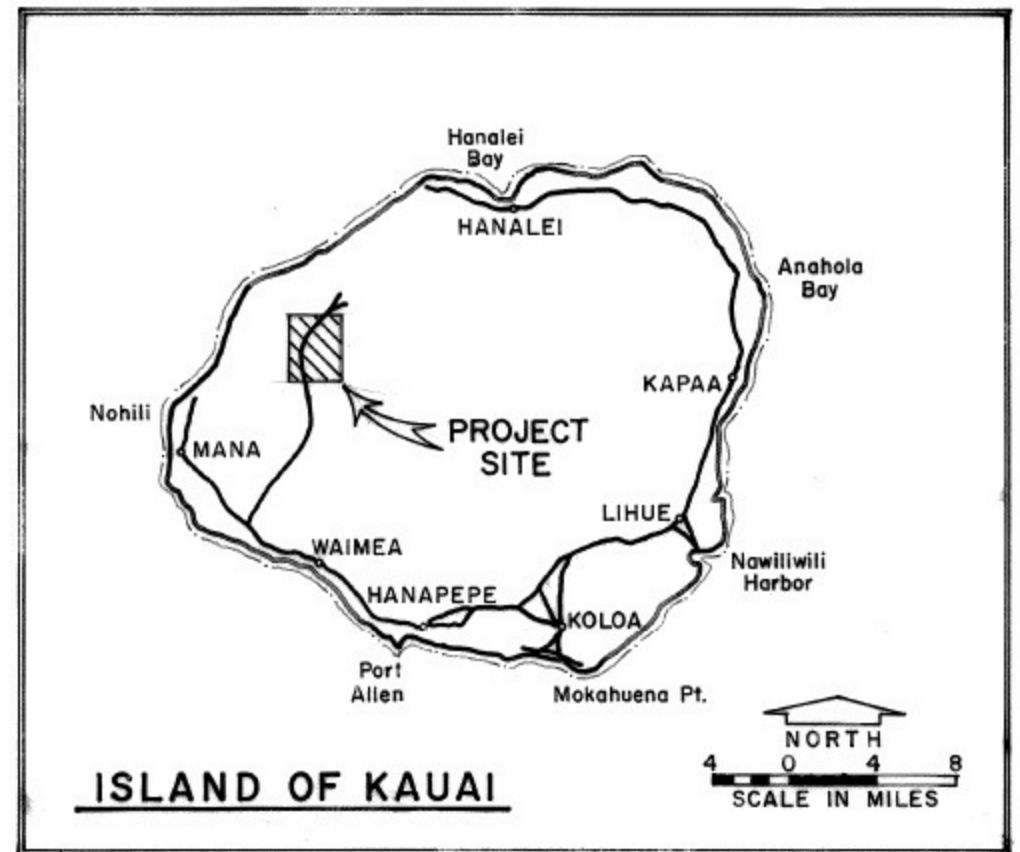 Hanalei
Bay
HANALEI
Anahola
Bay
KAPAA
Nohili
MANA
PROJECT
SITE
LIHUE
WAIMEA
Nawiliwili
Harbor
HANAPEPE
KOLOA
Port
Allen
Mokahuena Pt.
NORTH
4 0 4 8
SCALE IN MILES
ISLAND OF KAUAI